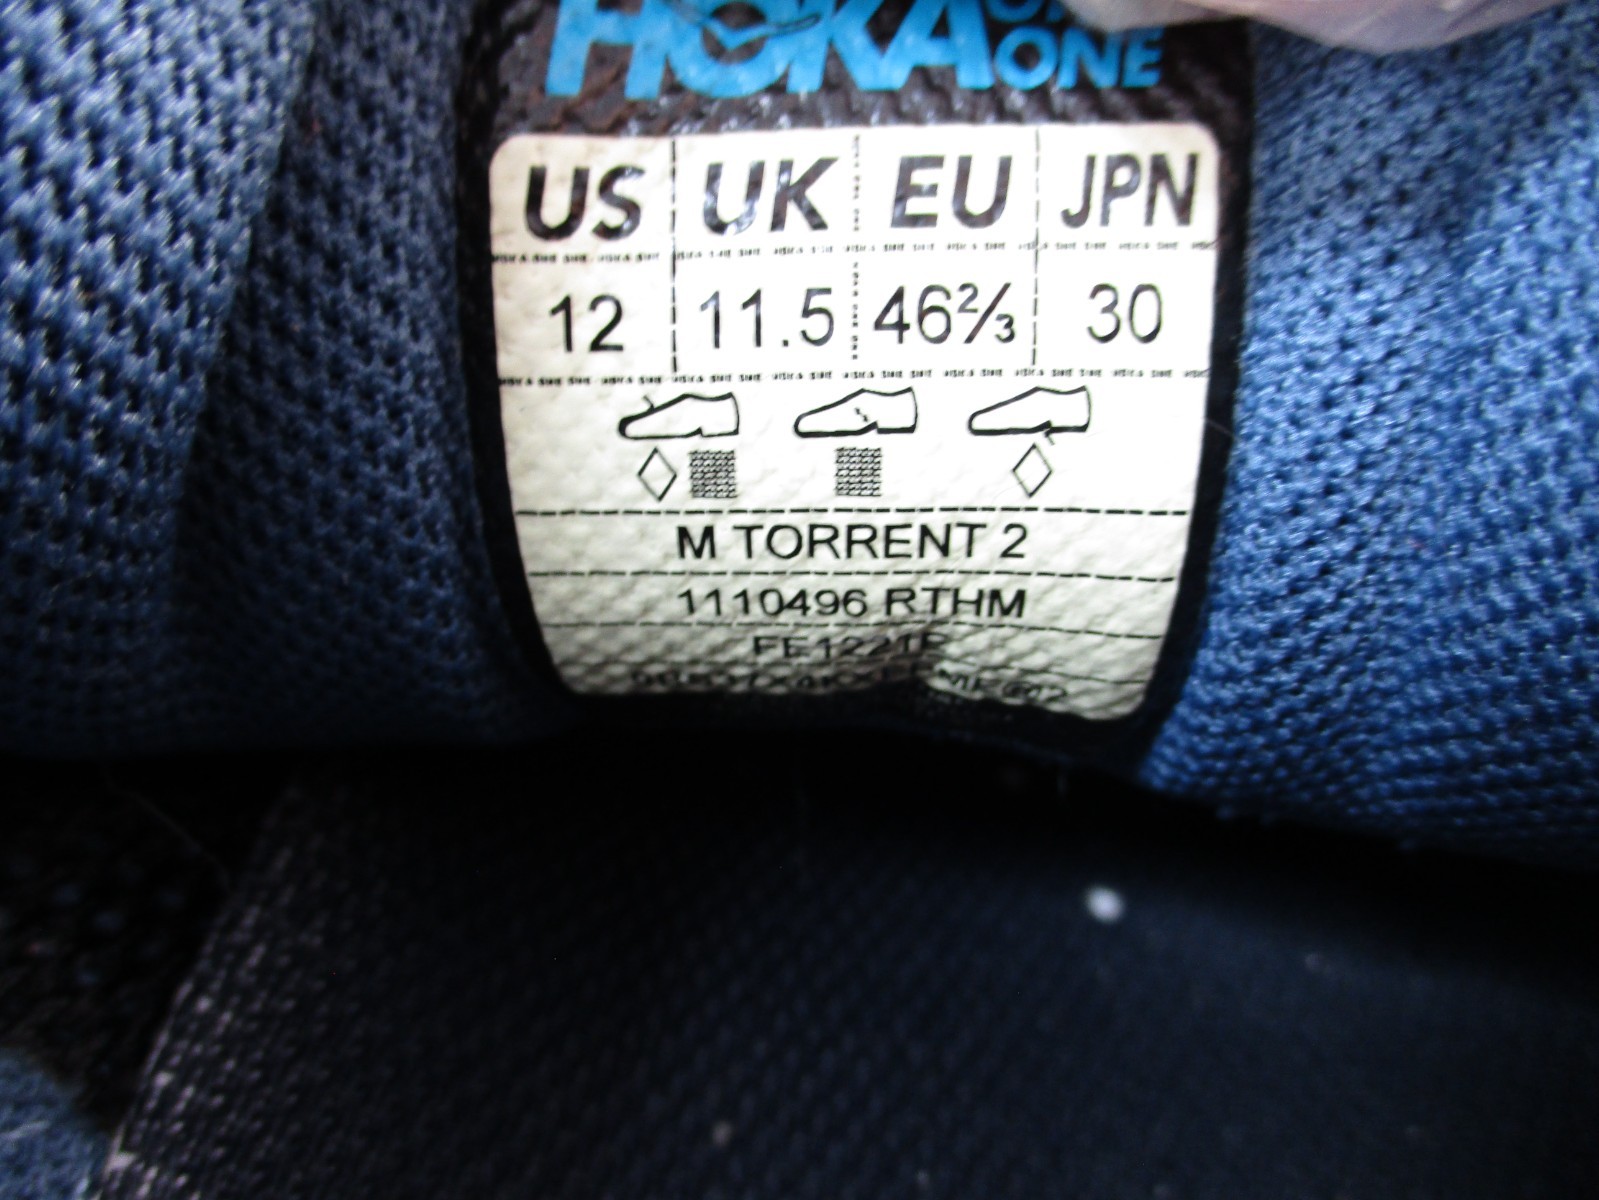 HOKA ONE
ONE
US UK EU JPN
12 11.5 46⅔ 30
M TORRENT 2
1110496 RTHM